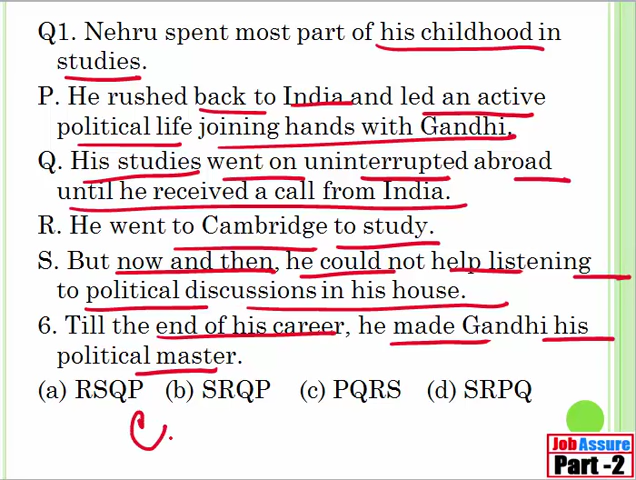 Q1. Nehru spent most part of his childhood in
studies.
P. He rushed back to India and led an active
political life joining hands with Gandhi.
Q. His studies went on uninterrupted abroad
until he received a call from India.
R. He went to Cambridge to study.
S. But now and then, he could not help listening
to political discussions in his house.
6. Till the end of his career, he made Gandhi his
political master.
(a) RSQP (b) SRQP (c) PQRS (d) SRPQ
JobAssure
Part -2